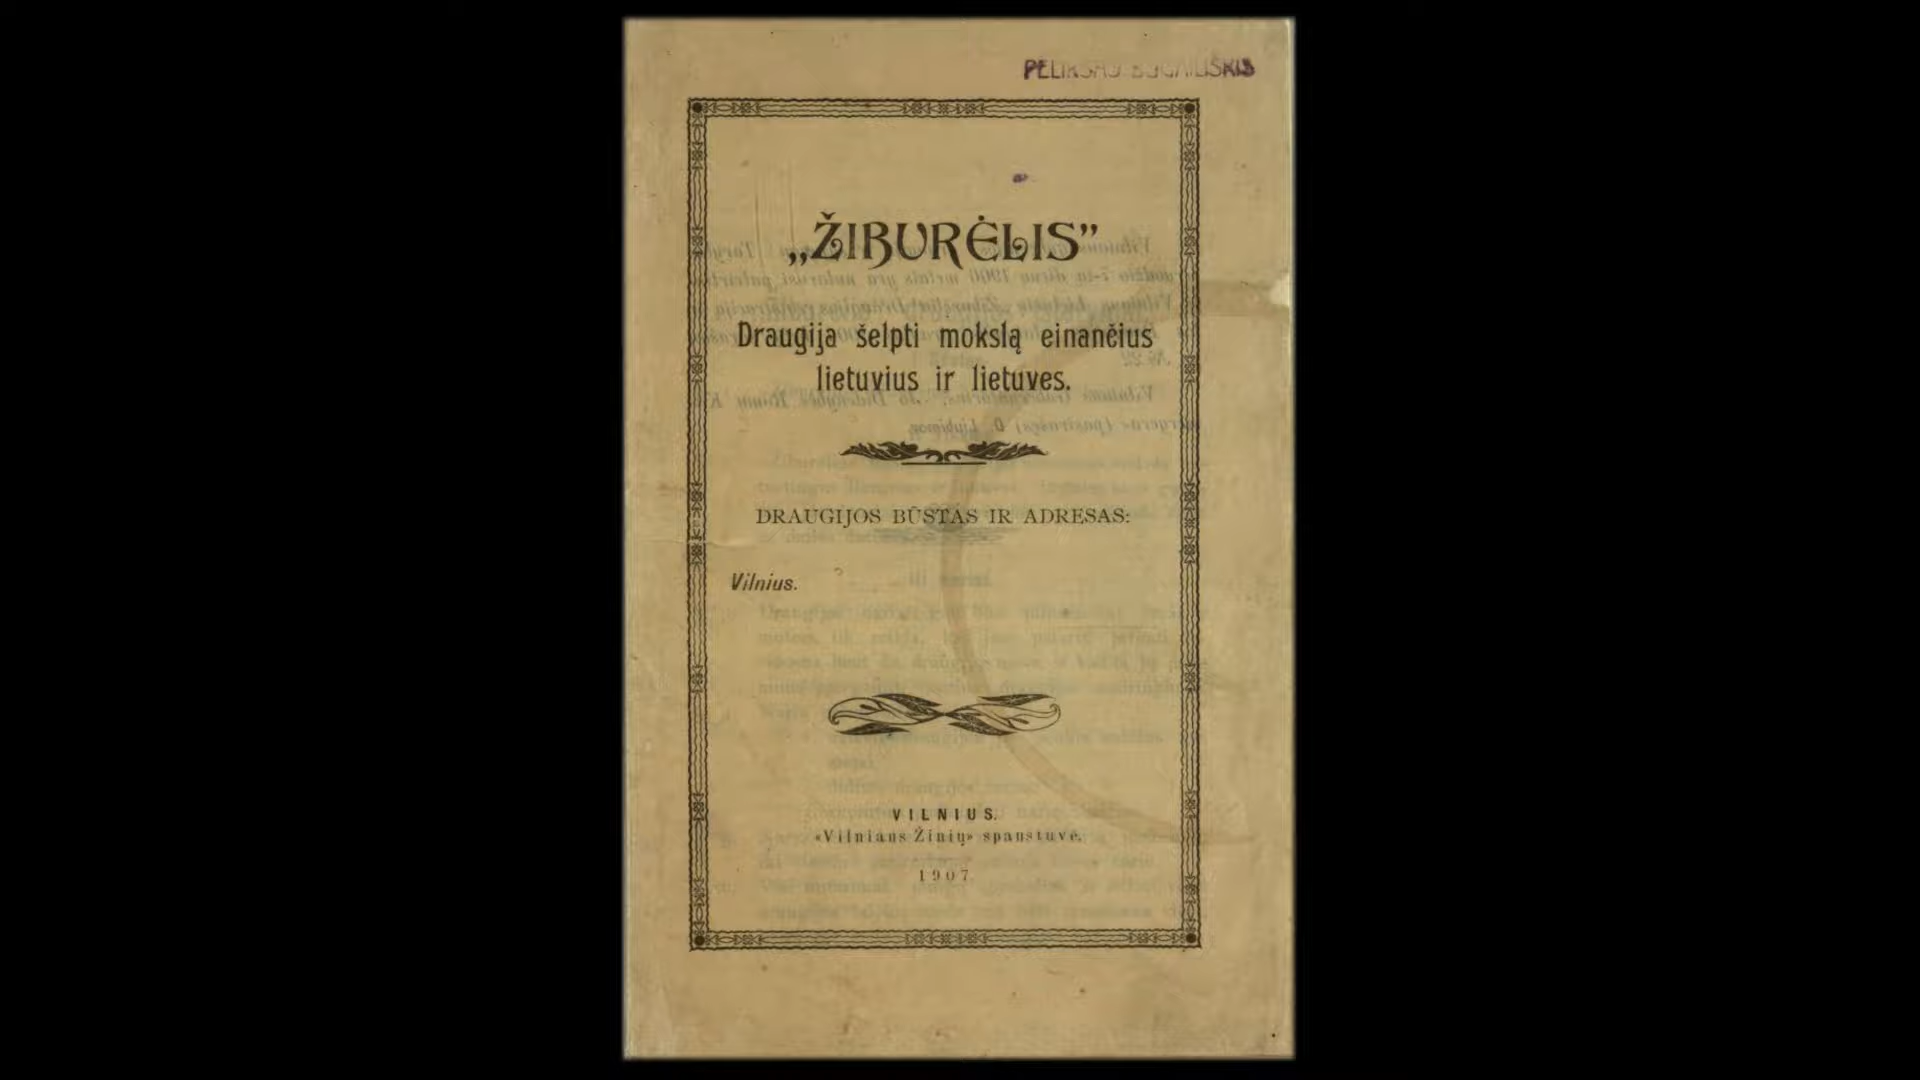 „ŽIBURĖLIS”
Draugija šelpti mokslą einančius
lietuvius ir lietuves.
DRAUGIJOS BŪSTAS IR ADRESAS:
Vilnius.
VILNIUS.
«Vilniaus Žinių» spaustuvė.
1907